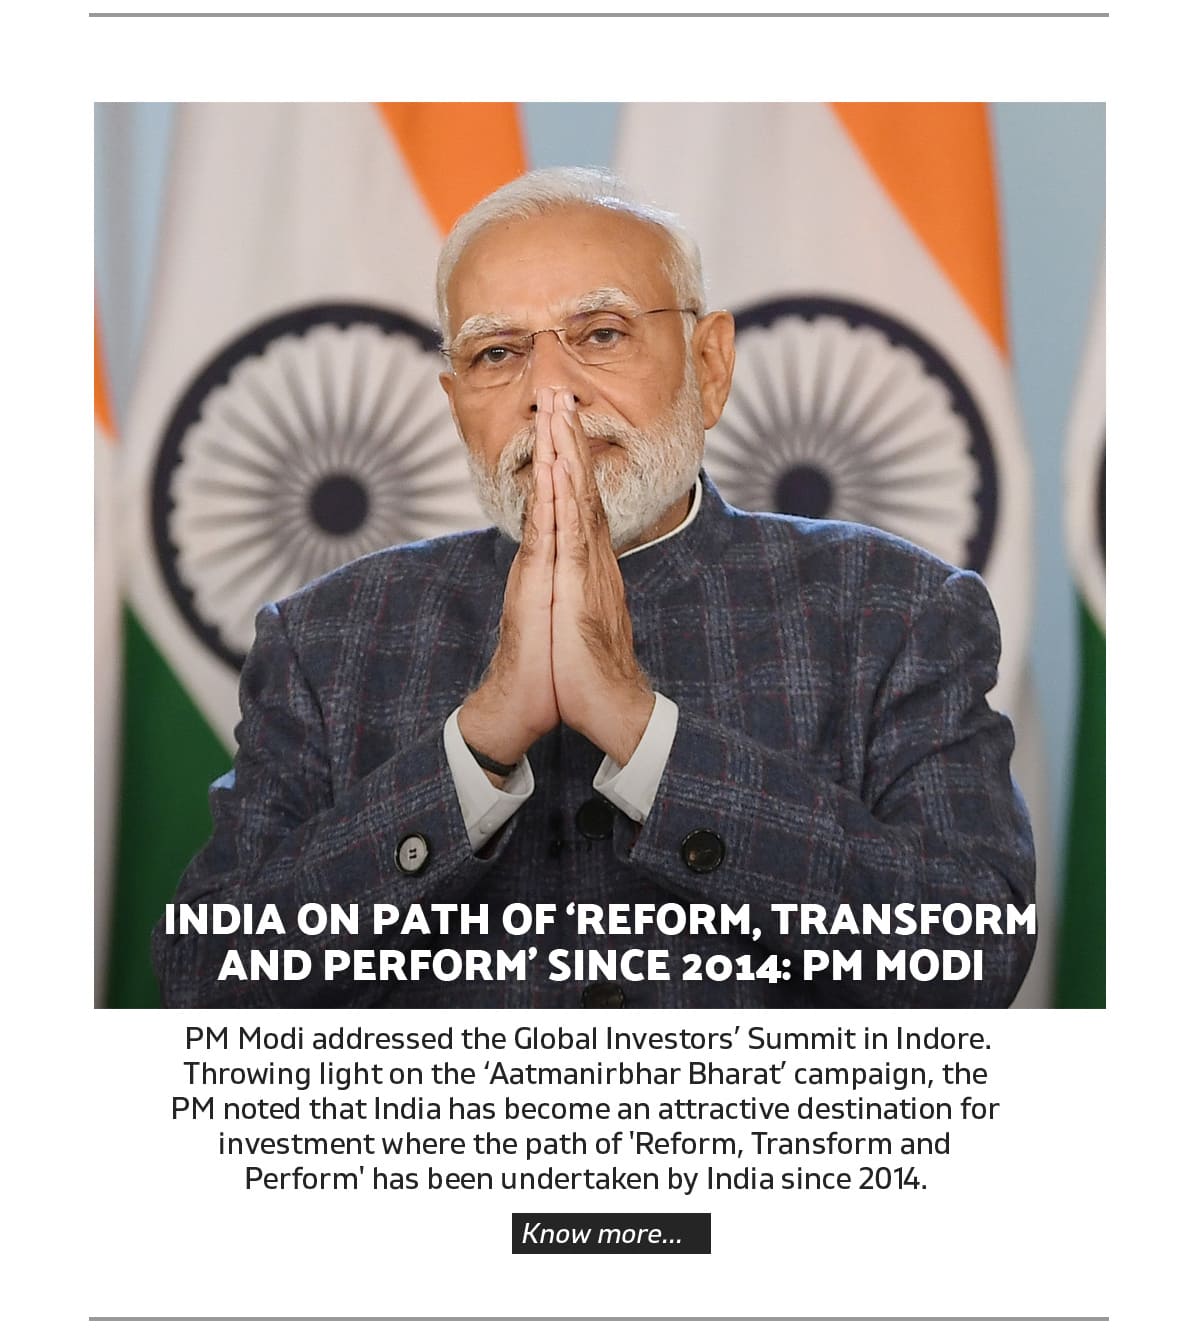 INDIA ON PATH OF ‘REFORM, TRANSFORM
AND PERFORM’ SINCE 2014: PM MODI
PM Modi addressed the Global Investors’ Summit in Indore.
Throwing light on the ‘Aatmanirbhar Bharat’ campaign, the
PM noted that India has become an attractive destination for
investment where the path of 'Reform, Transform and
Perform' has been undertaken by India since 2014.
Know more...